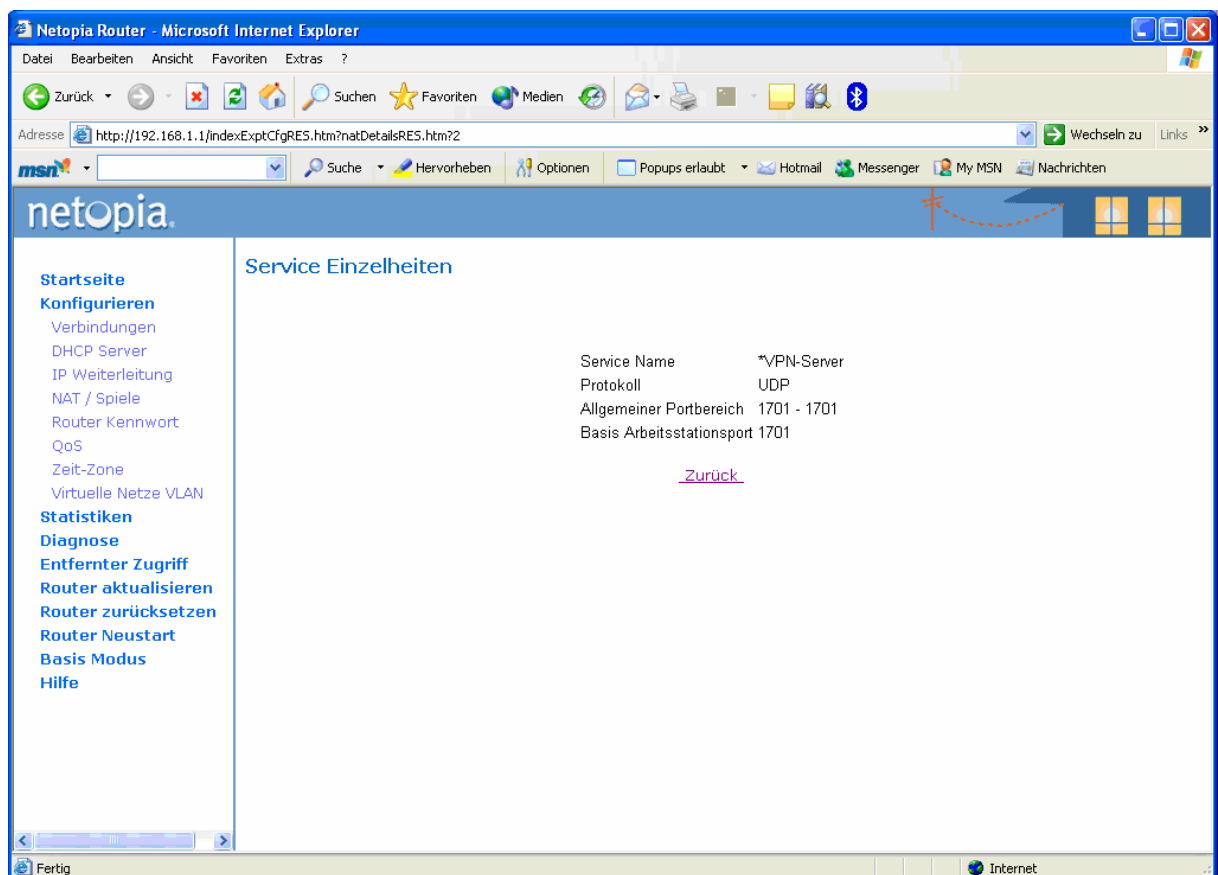 Netopia Router - Microsoft Internet Explorer
Datei Bearbeiten Ansicht Favoriten Extras ?
Zurück Suchen Favoriten Medien
Adresse http://192.168.1.1/indexExptCfgRES.htm?natDetailsRES.htm?2 Wechseln zu Links »
msn Suche Hervorheben Optionen Popups erlaubt Hotmail Messenger My MSN Nachrichten
netopia.
Startseite
Konfigurieren
Verbindungen
DHCP Server
IP Weiterleitung
NAT / Spiele
Router Kennwort
QoS
Zeit-Zone
Virtuelle Netze VLAN
Statistiken
Diagnose
Entfernter Zugriff
Router aktualisieren
Router zurücksetzen
Router Neustart
Basis Modus
Hilfe
Service Einzelheiten
Service Name *VPN-Server
Protokoll UDP
Allgemeiner Portbereich 1701 - 1701
Basis Arbeitsstationsport 1701
Zurück
Fertig Internet